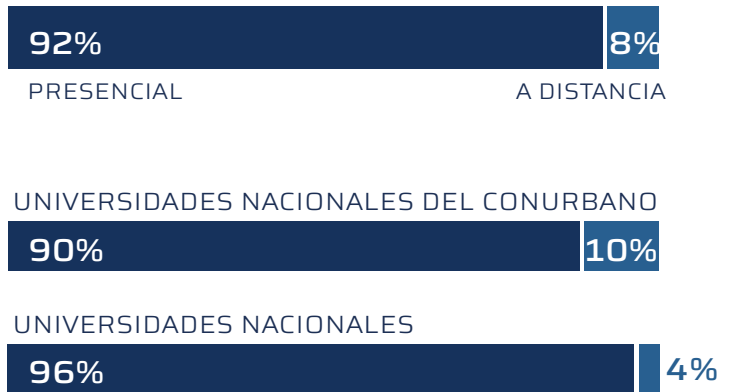 92% 8%
PRESENCIAL A DISTANCIA
UNIVERSIDADES NACIONALES DEL CONURBANO
90% 10%
UNIVERSIDADES NACIONALES
96% 4%